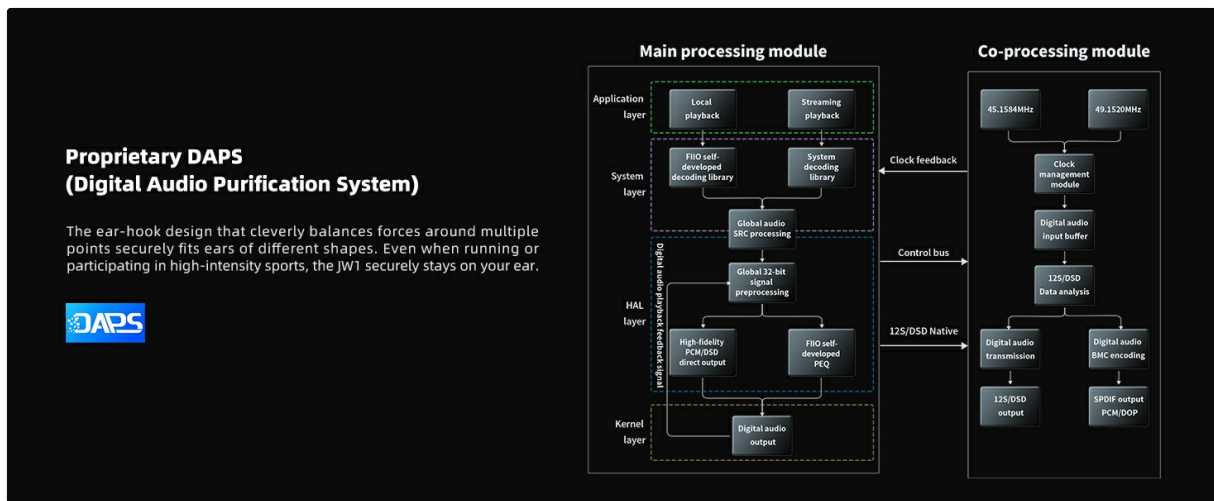 Proprietary DAPS
(Digital Audio Purification System)
The ear-hook design that cleverly balances forces around multiple
points securely fits ears of different shapes. Even when running or
participating in high-intensity sports, the JW1 securely stays on your ear.
DAPS
Main processing module
Application
layer
Local
playback
Streaming
playback
System
layer
FIIO self-
developed
decoding library
System
decoding
library
Global audio
SRC processing
HAL
layer
Digital audio playback feedback signal
Global 32-bit
signal
preprocessing
High-fidelity
PCM/DSD
direct output
FIIO self-
developed
PEQ
Kernel
layer
Digital audio
output
Clock feedback
Control bus
12S/DSD Native
Co-processing module
45.1584MHz
49.1520MHz
Clock
management
module
Digital audio
input buffer
12S/DSD
Data analysis
Digital audio
transmission
Digital audio
BMC encoding
12S/DSD
output
SPDIF output
PCM/DOP